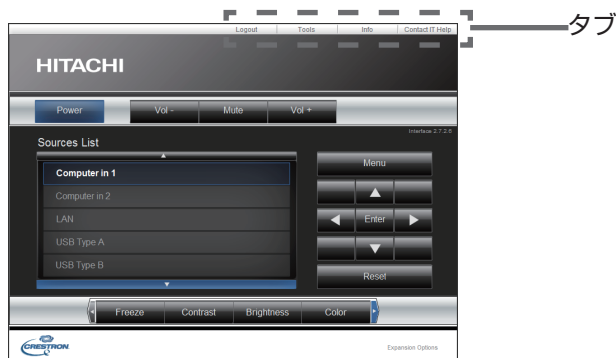 タブ
Logout Tools Info Contact IT Help
HITACHI
Power Vol - Mute Vol +
Interface 2.7.2.6
Sources List
Computer in 1
Computer in 2
LAN
USB Type A
USB Type B
Menu
Enter
Reset
Freeze Contrast Brightness Color
CRESTRON
Expansion Options